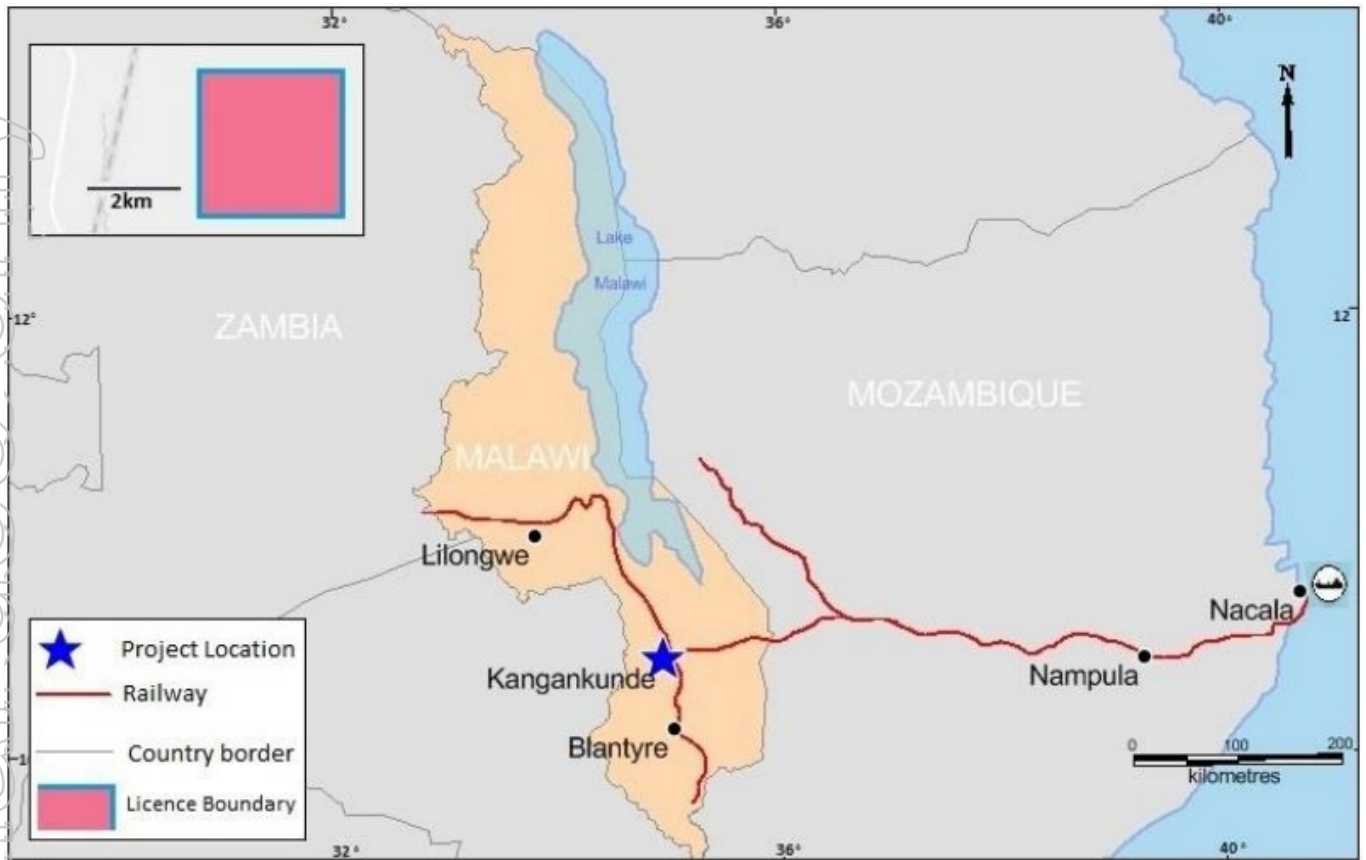 32°
36°
40°
N
2km
Lake
Malawi
12°
12
ZAMBIA
MOZAMBIQUE
MALAWI
Lilongwe
Nacala
Project Location
Kangankunde
Nampula
Railway
Blantyre
Country border
0 100 200
kilometres
Licence Boundary
32°
36°
40°